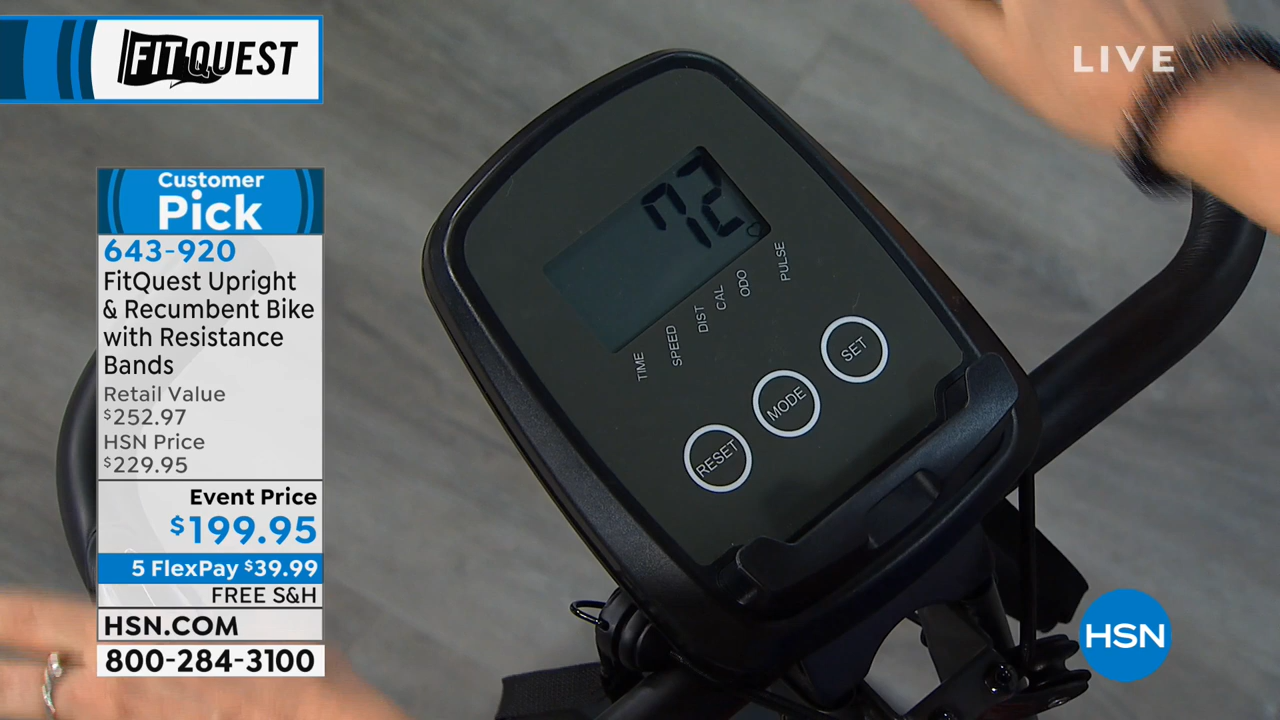 FITQUEST
LIVE
Customer
Pick
643-920
FitQuest Upright
& Recumbent Bike
with Resistance
Bands
Retail Value
$252.97
HSN Price
$229.95
Event Price
$199.95
5 FlexPay $39.99
FREE S&H
HSN.COM
800-284-3100
72
TIME
SPEED
DIST
CAL
ODO
PULSE
RESET
MODE
SET
HSN